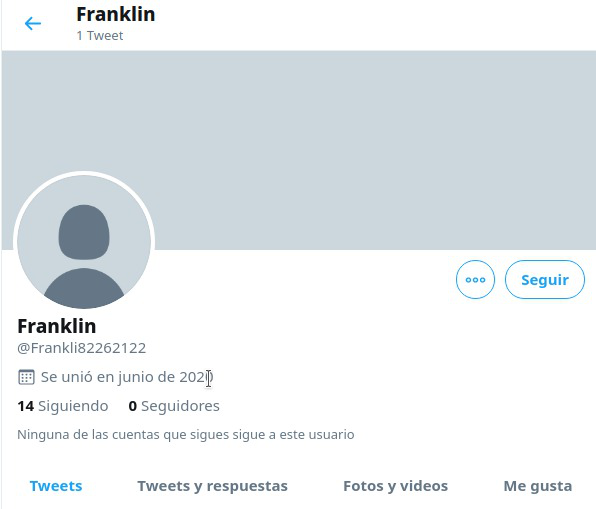 Franklin
1 Tweet
Seguir
Franklin
@Frankli82262122
Se unió en junio de 2020
14 Siguiendo 0 Seguidores
Ninguna de las cuentas que sigues sigue a este usuario
Tweets Tweets y respuestas Fotos y videos Me gusta